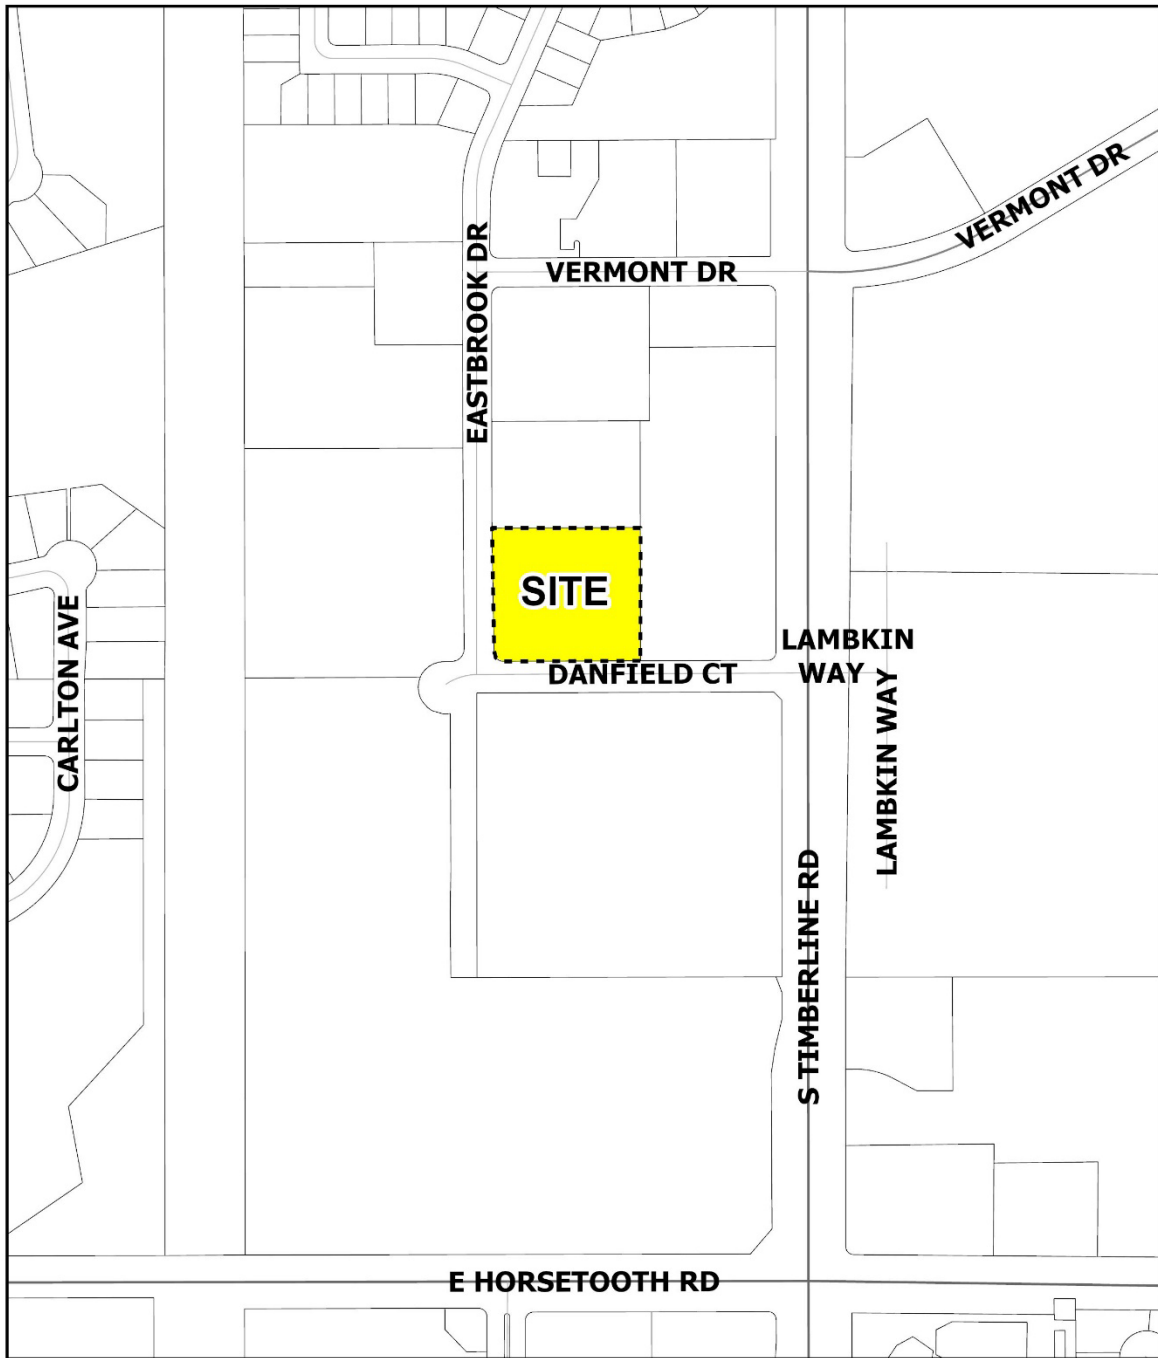 VERMONT DR
VERMONT DR
EASTBROOK DR
SITE
CARLTON AVE
LAMBKIN
WAY
DANFIELD CT
LAMBKIN WAY
S TIMBERLINE RD
E HORSETOOTH RD